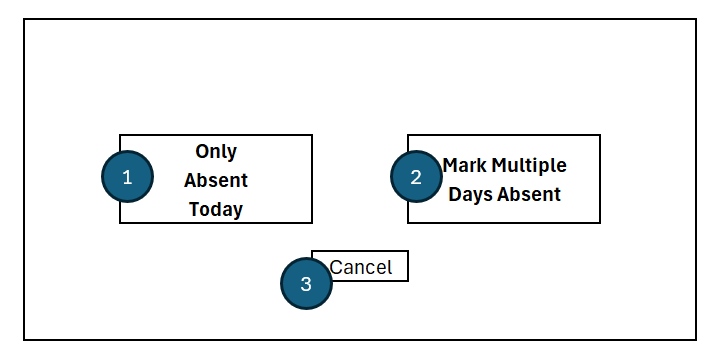 1
Only
Absent
Today
2
Mark Multiple
Days Absent
3
Cancel